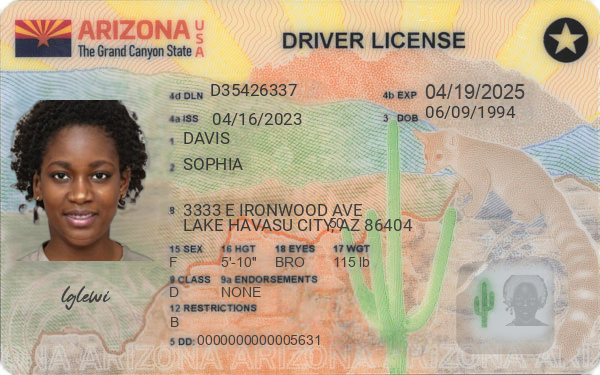 ARIZONA USA
The Grand Canyon State
DRIVER LICENSE
4d DLN D35426337
4b EXP 04/19/2025
4a ISS 04/16/2023
3 DOB 06/09/1994
1 DAVIS
2 SOPHIA
8 3333 E IRONWOOD AVE
LAKE HAVASU CITY, AZ 86404
15 SEX 16 HGT 18 EYES 17 WGT
F 5'-10" BRO 115 lb
9 CLASS 9a ENDORSEMENTS
D NONE
12 RESTRICTIONS
B
5 DD: 0000000000005631
lglewi
ARIZONA ARIZONA ARIZONA ARIZONA